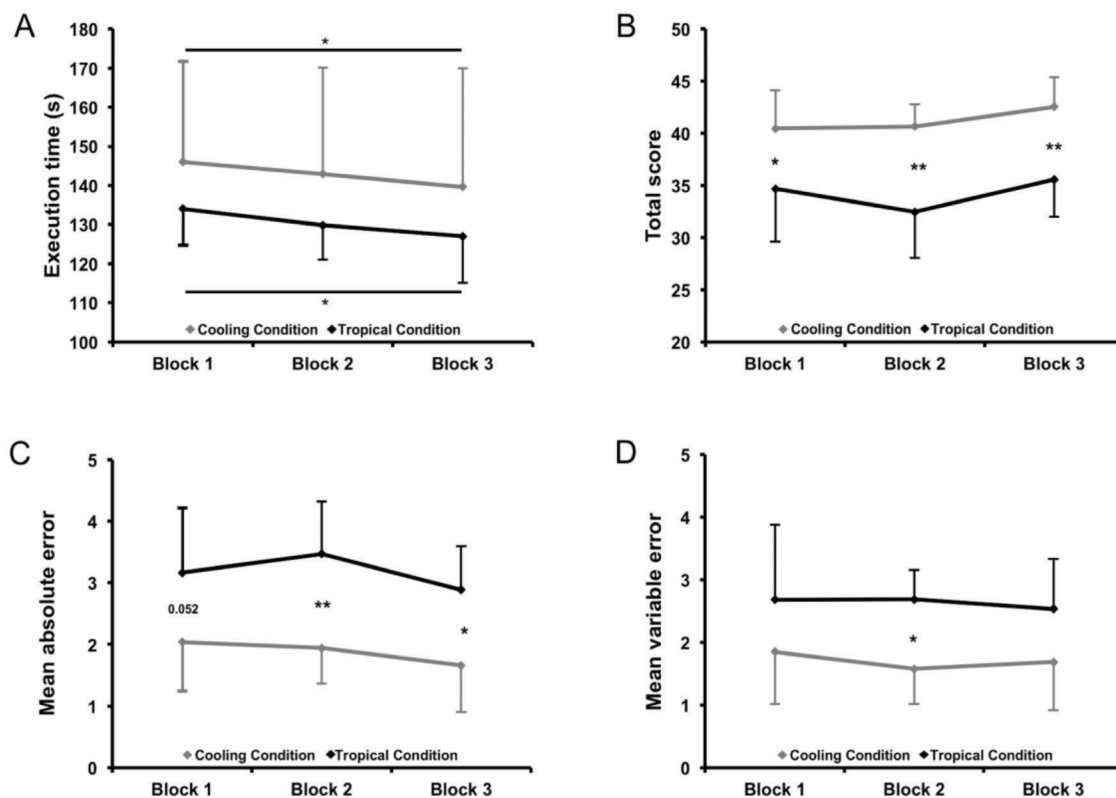 A
Execution time (s)
180
170
160
150
140
130
120
110
100
*
*
Cooling Condition Tropical Condition
Block 1 Block 2 Block 3
B
Total score
50
45
40
35
30
25
20
*
**
**
Cooling Condition Tropical Condition
Block 1 Block 2 Block 3
C
Mean absolute error
5
4
3
2
1
0
0.052
**
*
Cooling Condition Tropical Condition
Block 1 Block 2 Block 3
D
Mean variable error
5
4
3
2
1
0
*
Cooling Condition Tropical Condition
Block 1 Block 2 Block 3